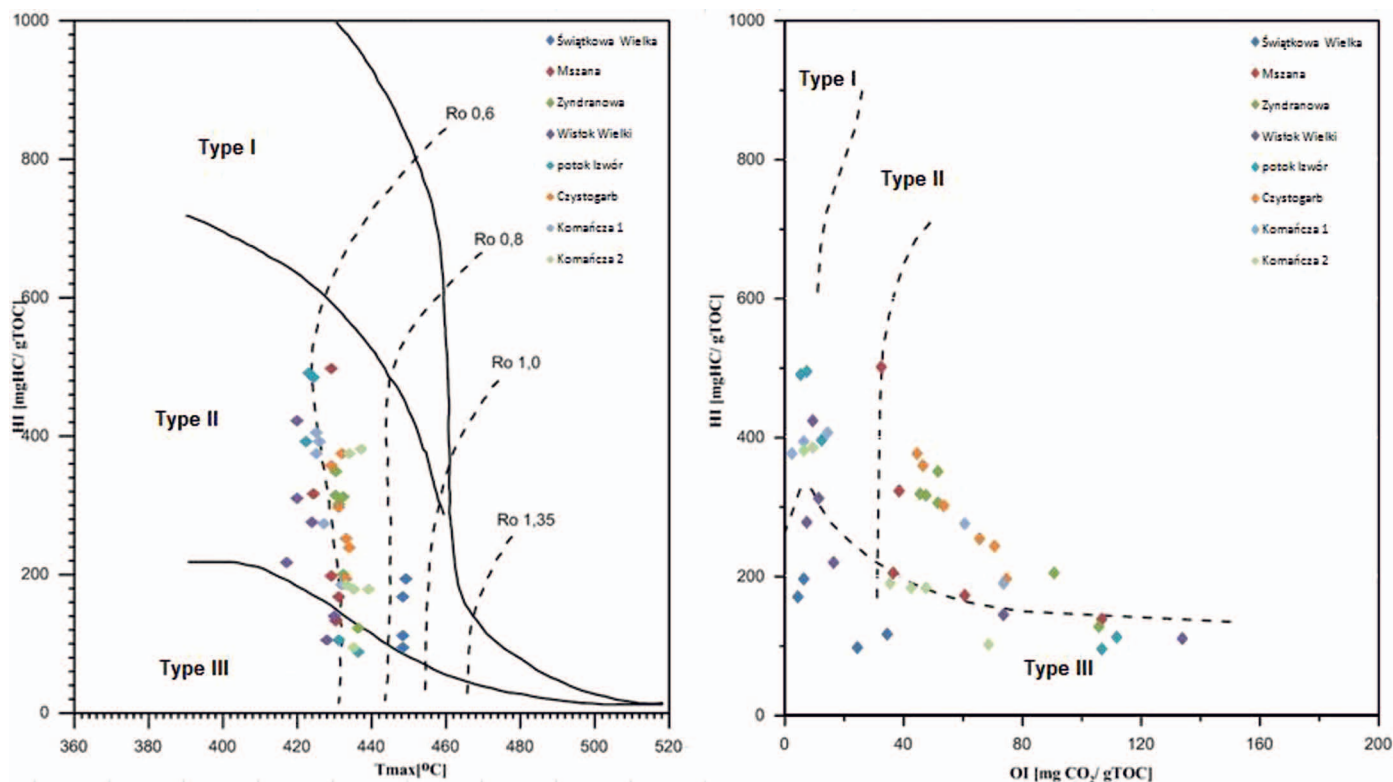 1000
800
600
400
200
0
HI [mgHC/ gTOC]
360 380 400 420 440 460 480 500 520
Tmax[ºC]
Type I
Type II
Type III
Ro 0,6
Ro 0,8
Ro 1,0
Ro 1,35
Świątkowa Wielka
Mszana
Zyndranowa
Wisłok Wielki
potok Izwór
Czystogarb
Komańcza 1
Komańcza 2
1000
800
600
400
200
0
HI [mgHC/ gTOC]
0 40 80 120 160 200
OI [mg CO₂/ gTOC]
Type I
Type II
Type III
Świątkowa Wielka
Mszana
Zyndranowa
Wisłok Wielki
potok Izwór
Czystogarb
Komańcza 1
Komańcza 2